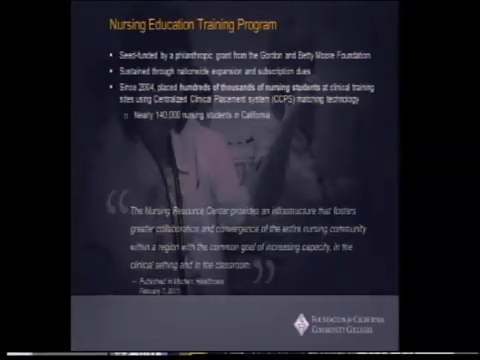 Nursing Education Training Program
• Seed-funded by a philanthropic grant from the Gordon and Betty Moore Foundation
• Sustained through nationwide expansion and subscription dues
• Since 2004, placed hundreds of thousands of nursing students at clinical training
sites using Centralized Clinical Placement system (CCPS) matching technology
Nearly 140,000 nursing students in California
“The Nursing Resource Center provides an infrastructure that fosters
greater collaboration and convergence of the entire nursing community
within a region with the common goal of increasing capacity, in the
clinical setting and in the classroom.”
– Published in
February
FOUNDATION for CALIFORNIA
COMMUNITY COLLEGES